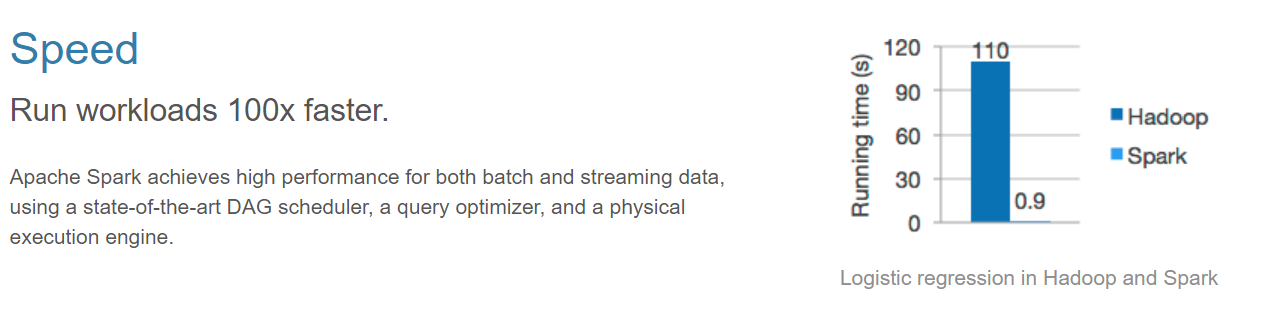 Speed
Run workloads 100x faster.
Apache Spark achieves high performance for both batch and streaming data,
using a state-of-the-art DAG scheduler, a query optimizer, and a physical
execution engine.
Running time (s)
120
90
60
30
0
110
0.9
Hadoop
Spark
Logistic regression in Hadoop and Spark